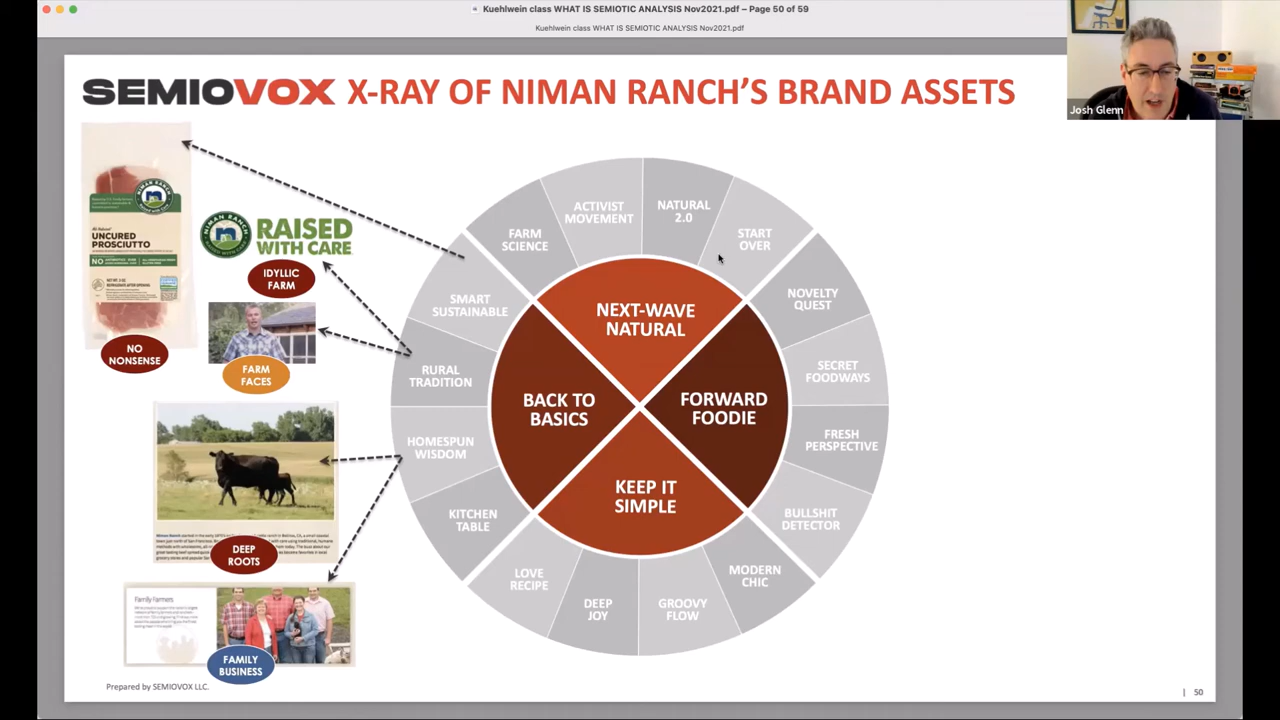 Kuehlwein class WHAT IS SEMIOTIC ANALYSIS Nov2021.pdf – Page 50 of 59
Kuehlwein class WHAT IS SEMIOTIC ANALYSIS Nov2021.pdf
Josh Glenn
SEMIOVOX X-RAY OF NIMAN RANCH'S BRAND ASSETS
NIMAN RANCH
UNCURED
PROSCIUTTO
NO
NO
NONSENSE
NIMAN RANCH
RAISED
WITH CARE
IDYLLIC
FARM
FARM
FACES
DEEP
ROOTS
Family Farmers
FAMILY
BUSINESS
ACTIVIST
MOVEMENT
NATURAL
2.0
START
OVER
NOVELTY
QUEST
SECRET
FOODWAYS
FRESH
PERSPECTIVE
BULLSHIT
DETECTOR
MODERN
CHIC
GROOVY
FLOW
DEEP
JOY
LOVE
RECIPE
KITCHEN
TABLE
HOMESPUN
WISDOM
RURAL
TRADITION
SMART
SUSTAINABLE
FARM
SCIENCE
NEXT-WAVE
NATURAL
BACK TO
BASICS
FORWARD
FOODIE
KEEP IT
SIMPLE
Prepared by SEMIOVOX LLC.
| 50